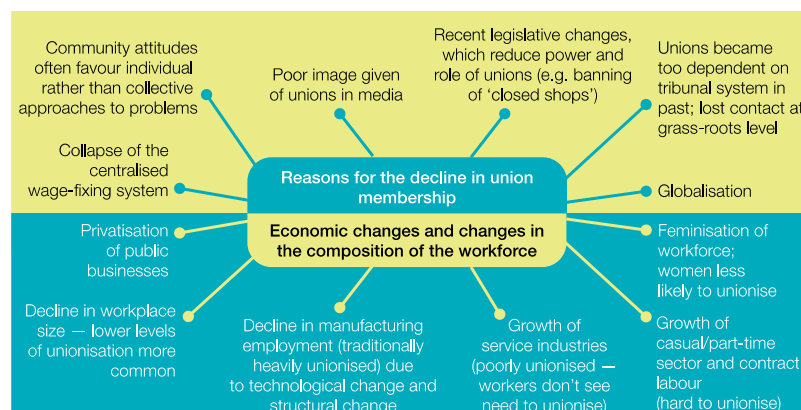 Community attitudes
often favour individual
rather than collective
approaches to problems
Poor image given
of unions in media
Recent legislative changes,
which reduce power and
role of unions (e.g. banning
of ‘closed shops’)
Unions became
too dependent on
tribunal system in
past; lost contact at
grass-roots level
Collapse of the
centralised
wage-fixing system
Reasons for the decline in union
membership
Globalisation
Privatisation
of public
businesses
Economic changes and changes in
the composition of the workforce
Feminisation of
workforce;
women less
likely to unionise
Decline in workplace
size — lower levels
of unionisation more
common
Decline in manufacturing
employment (traditionally
heavily unionised) due
to technological change and
structural change
Growth of
service industries
(poorly unionised —
workers don’t see
need to unionise)
Growth of
casual/part-time
sector and contract
labour
(hard to unionise)